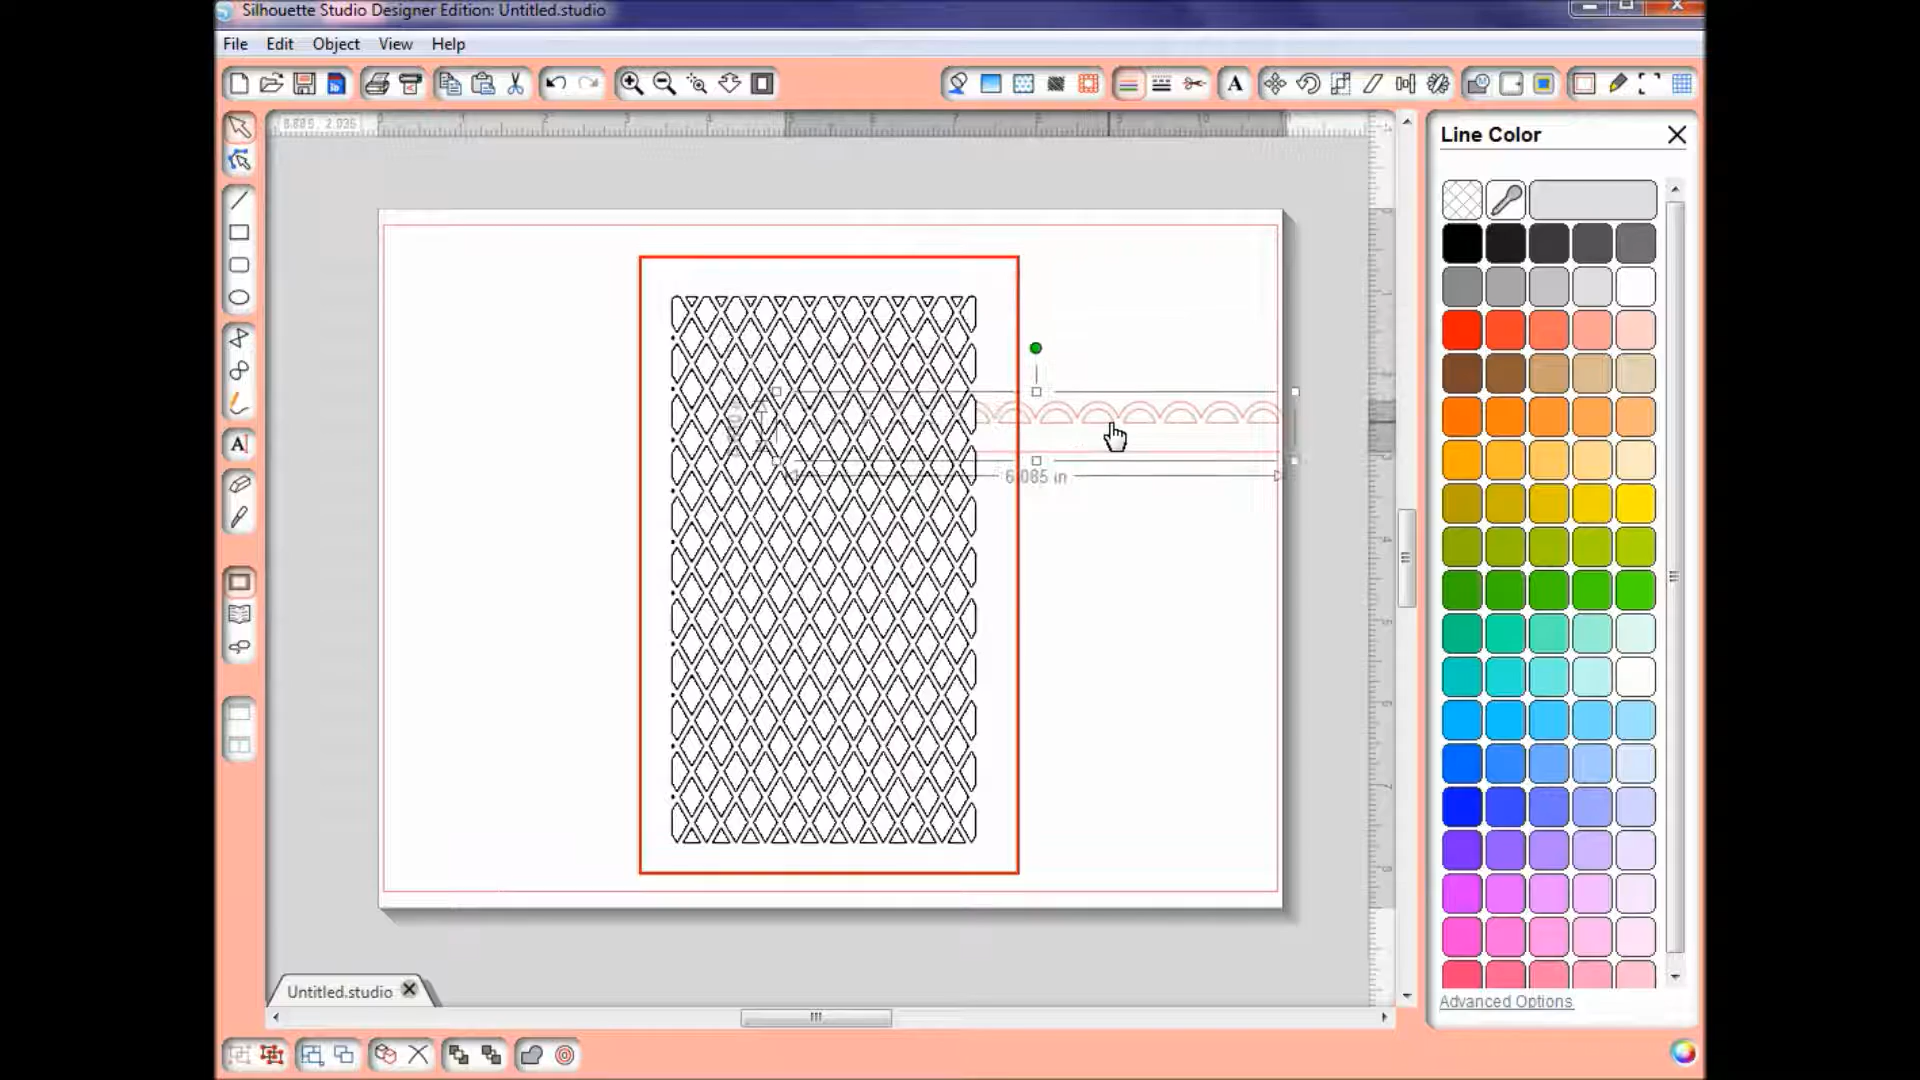 Silhouette Studio Designer Edition: Untitled.studio
File Edit Object View Help
Line Color
6.085 in
Untitled.studio
Advanced Options